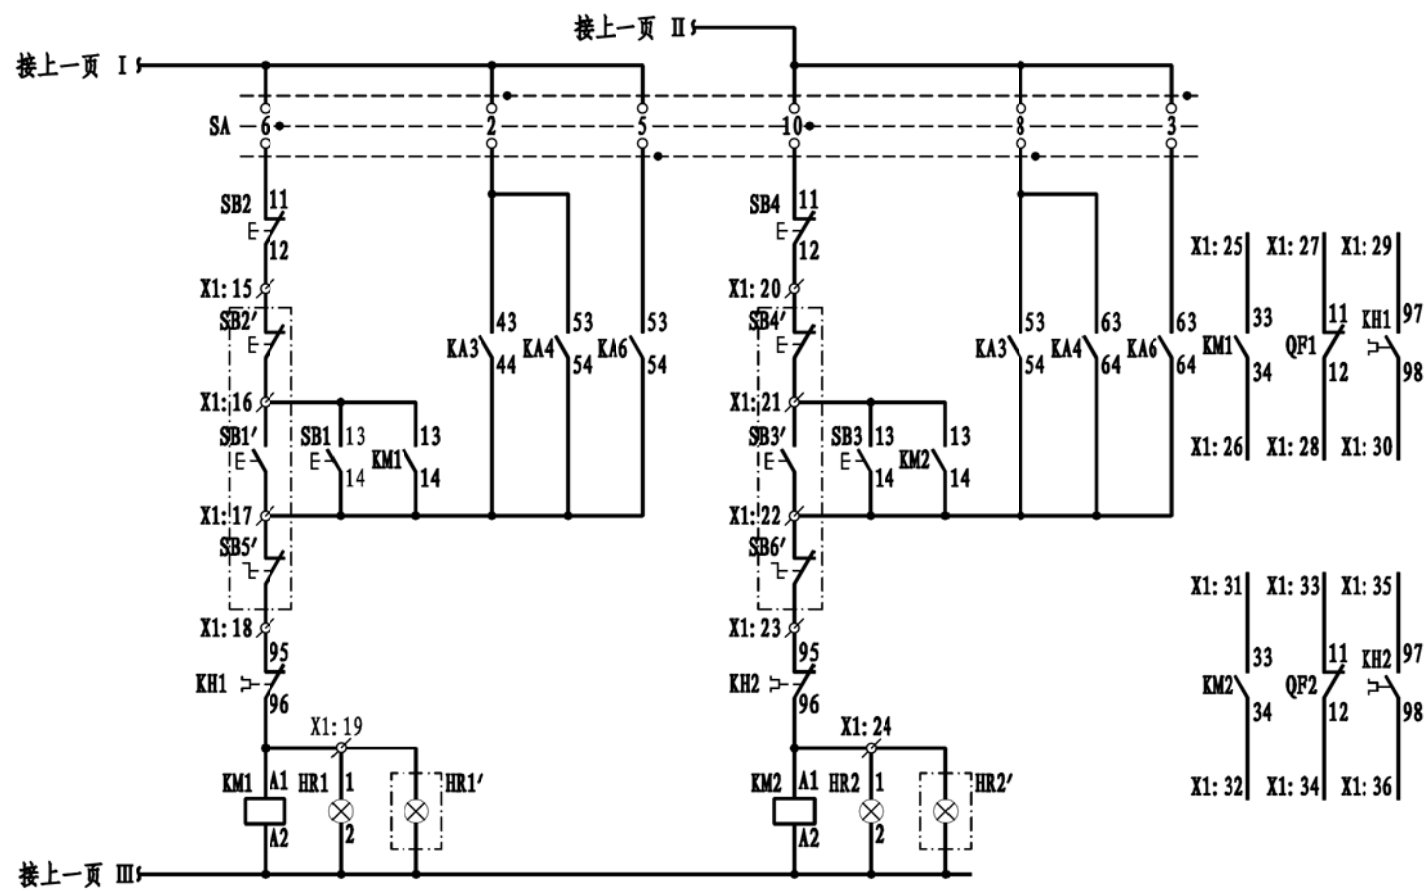 接上一页 Ⅱ
接上一页 Ⅰ
SA 6 2 5 10 8 3
SB2 11 SB4 11
12 12
X1:25 X1:27 X1:29
X1:15 X1:20
SB2′ 43 53 53 SB4′ 53 63 63 33 11 KH1 97
KA3 KA4 KA6 KA3 KA4 KA6 KM1 QF1
44 54 54 54 64 64 34 12 98
X1:16 X1:21
SB1′ SB1 13 13 SB3′ SB3 13 13
KM1 KM2 X1:26 X1:28 X1:30
14 14 14 14
X1:17 X1:22
SB5′ SB6′
X1:31 X1:33 X1:35
X1:18 X1:23
95 95 33 11 KH2 97
KH1 KH2 KM2 QF2
96 96 34 12 98
X1:19 X1:24
KM1 A1 HR1 1 HR1′ KM2 A1 HR2 1 HR2′ X1:32 X1:34 X1:36
A2 2 A2 2
接上一页 Ⅲ